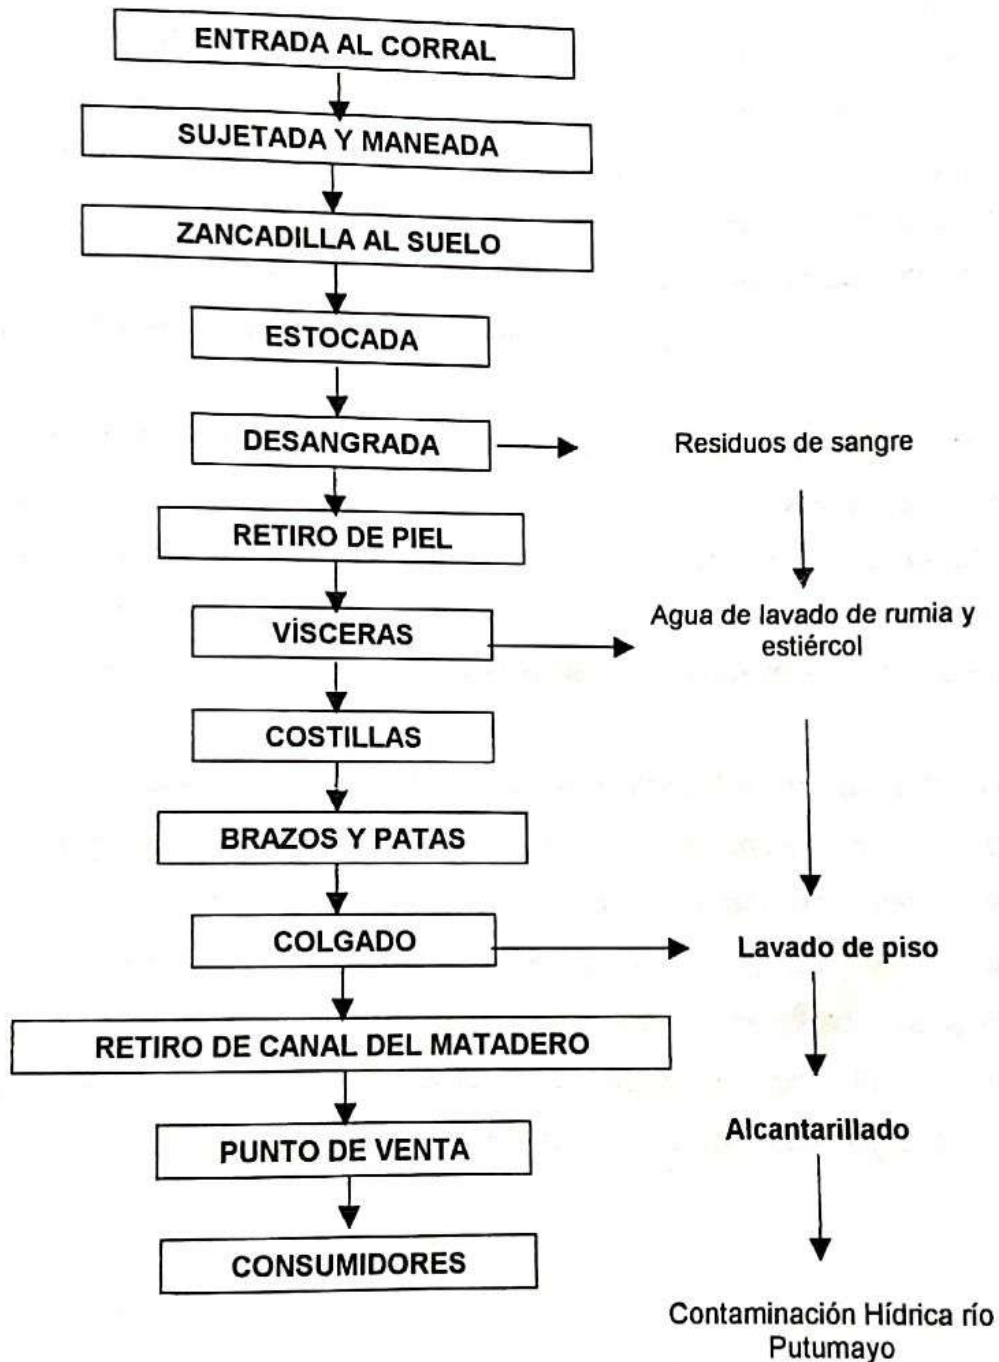 ENTRADA AL CORRAL
SUJETADA Y MANEADA
ZANCADILLA AL SUELO
ESTOCADA
DESANGRADA
Residuos de sangre
RETIRO DE PIEL
VÍSCERAS
Agua de lavado de rumia y
estiércol
COSTILLAS
BRAZOS Y PATAS
COLGADO
Lavado de piso
RETIRO DE CANAL DEL MATADERO
PUNTO DE VENTA
Alcantarillado
CONSUMIDORES
Contaminación Hídrica río
Putumayo